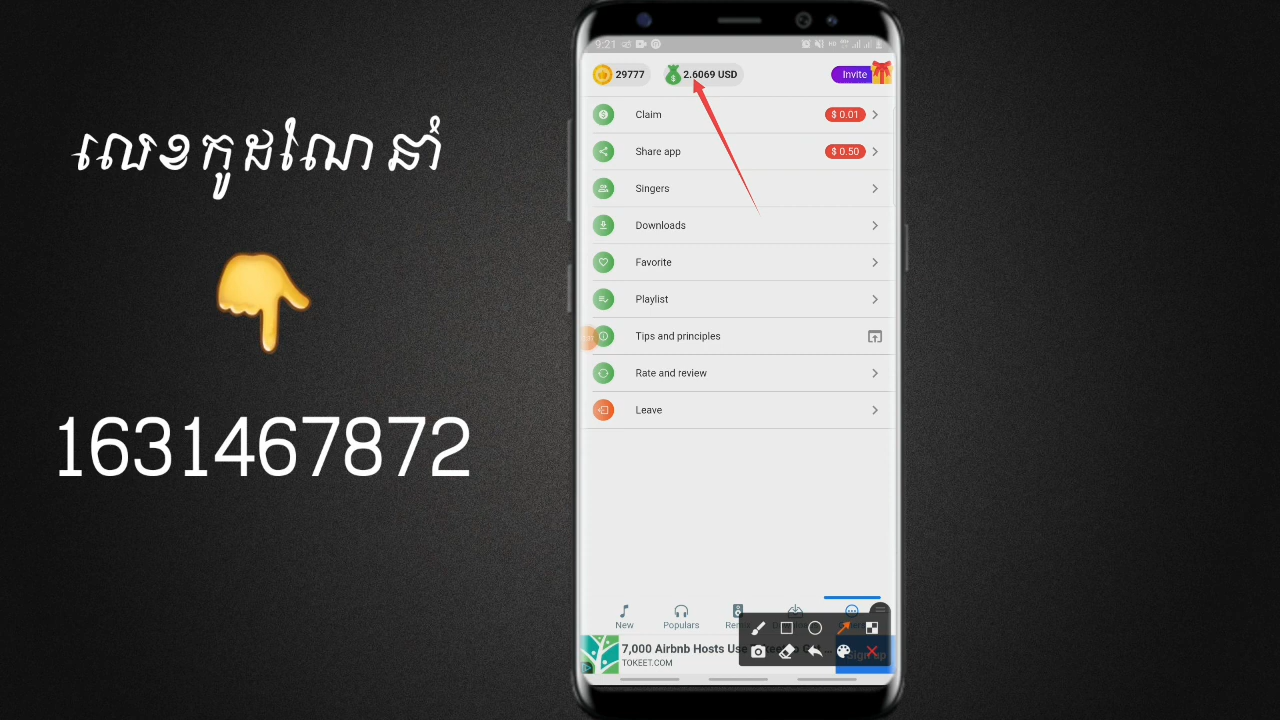 លេខកូដណែនាំ
1631467872
9:21
29777
2.6069 USD
Invite
Claim
$ 0.01
Share app
$ 0.50
Singers
Downloads
Favorite
Playlist
Tips and principles
Rate and review
Leave
New
Populars
7,000 Airbnb Hosts Use
TOKEET.COM